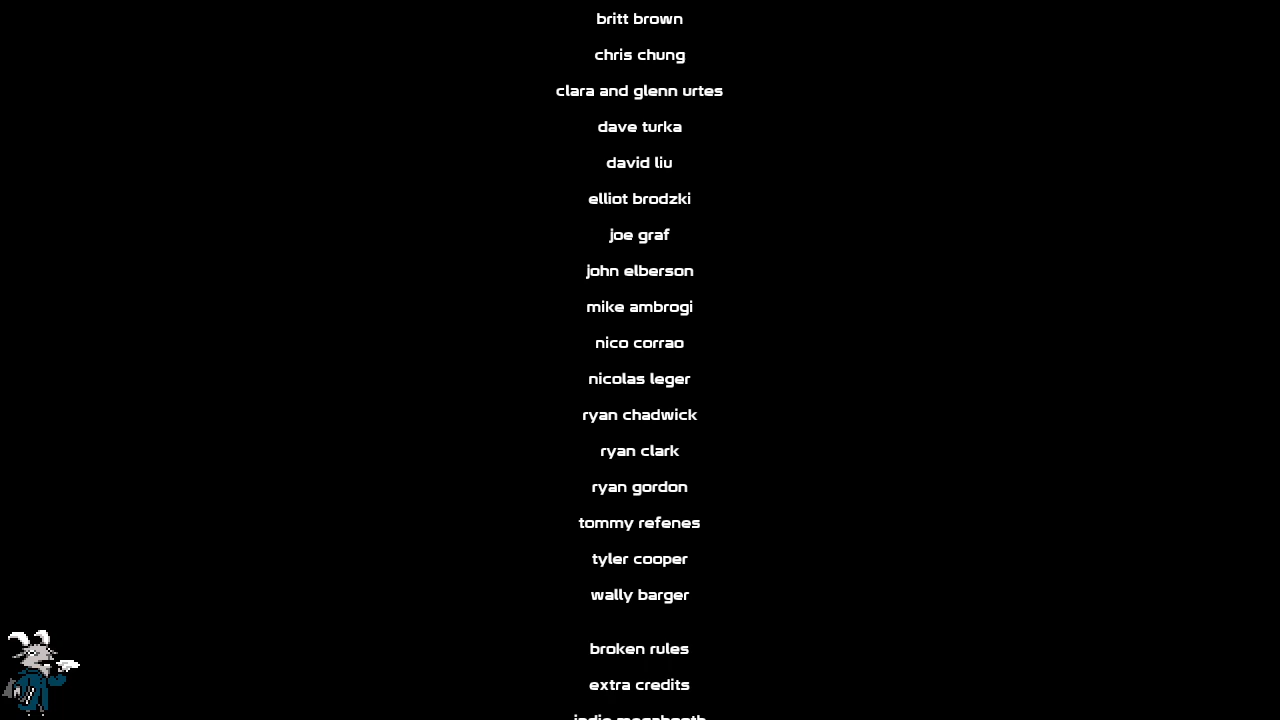 britt brown
chris chung
clara and glenn urtes
dave turka
david liu
elliot brodzki
joe graf
john elberson
mike ambrogi
nico corrao
nicolas leger
ryan chadwick
ryan clark
ryan gordon
tommy refenes
tyler cooper
wally barger
broken rules
extra credits
indie megabooth